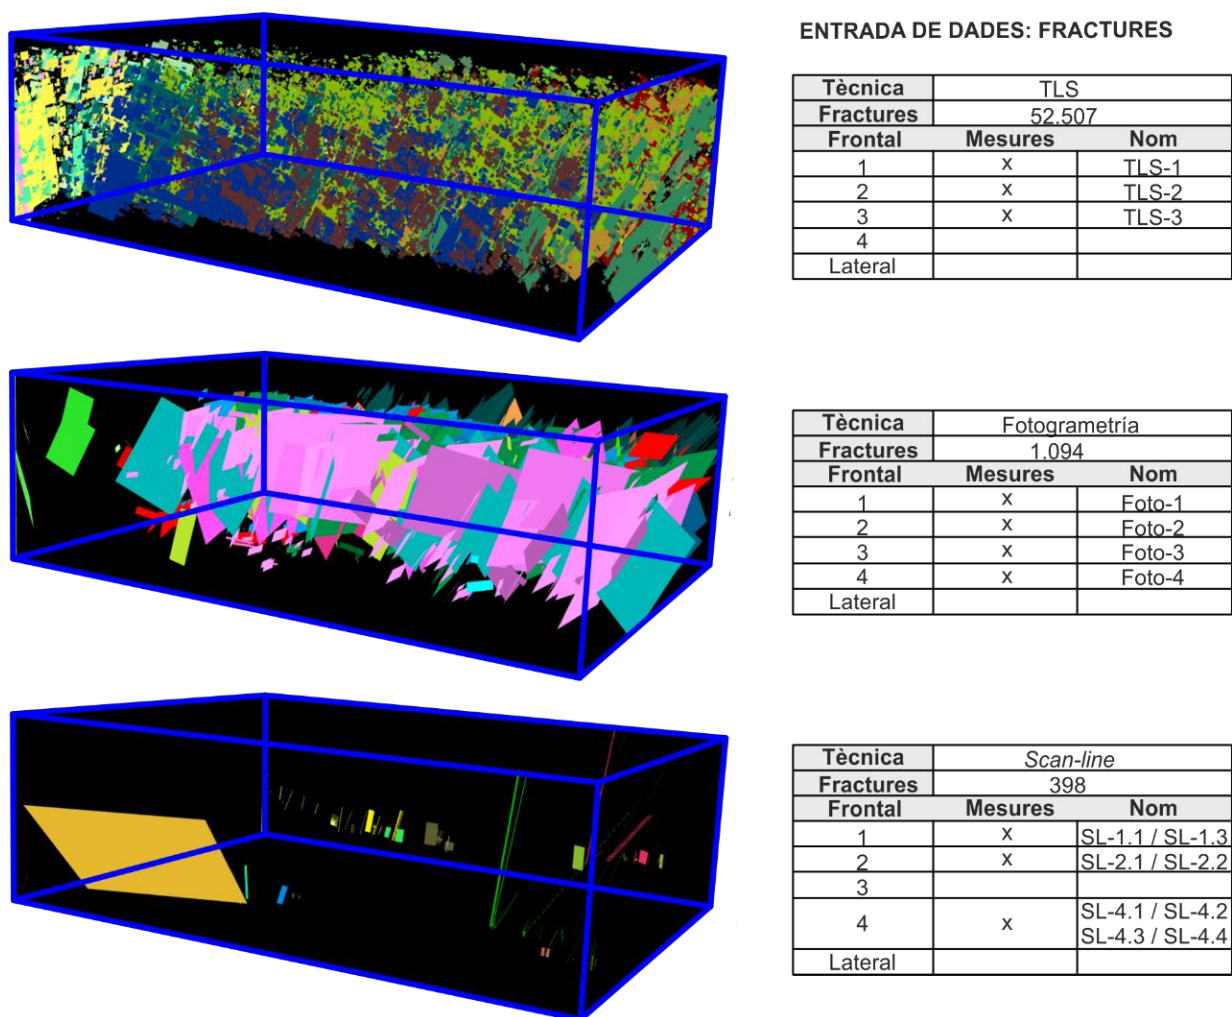 ENTRADA DE DADES: FRACTURES
Tècnica TLS
Fractures 52.507
Frontal Mesures Nom
1 x TLS-1
2 x TLS-2
3 x TLS-3
4
Lateral
Tècnica Fotogrametría
Fractures 1.094
Frontal Mesures Nom
1 x Foto-1
2 x Foto-2
3 x Foto-3
4 x Foto-4
Lateral
Tècnica Scan-line
Fractures 398
Frontal Mesures Nom
1 x SL-1.1 / SL-1.3
2 x SL-2.1 / SL-2.2
3
4 x SL-4.1 / SL-4.2
SL-4.3 / SL-4.4
Lateral